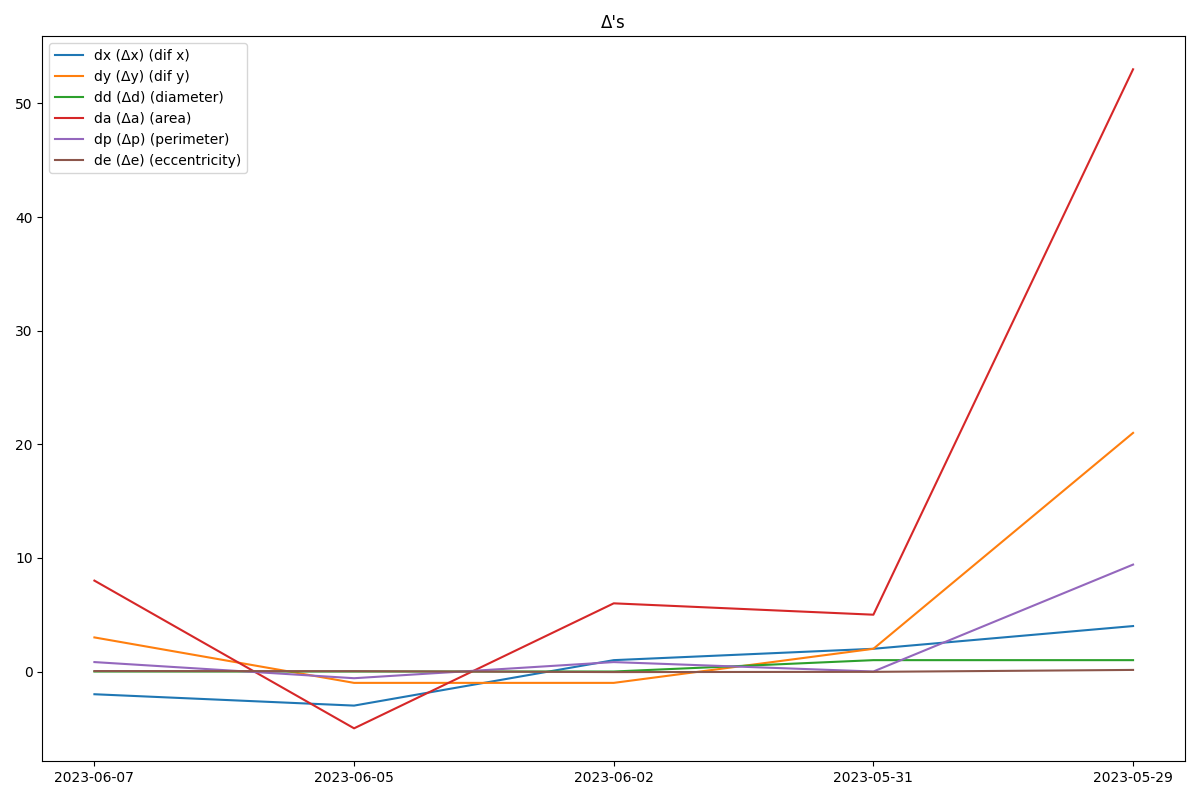 Δ's
dx (Δx) (dif x)
dy (Δy) (dif y)
dd (Δd) (diameter)
da (Δa) (area)
dp (Δp) (perimeter)
de (Δe) (eccentricity)
50
40
30
20
10
0
2023-06-07
2023-06-05
2023-06-02
2023-05-31
2023-05-29